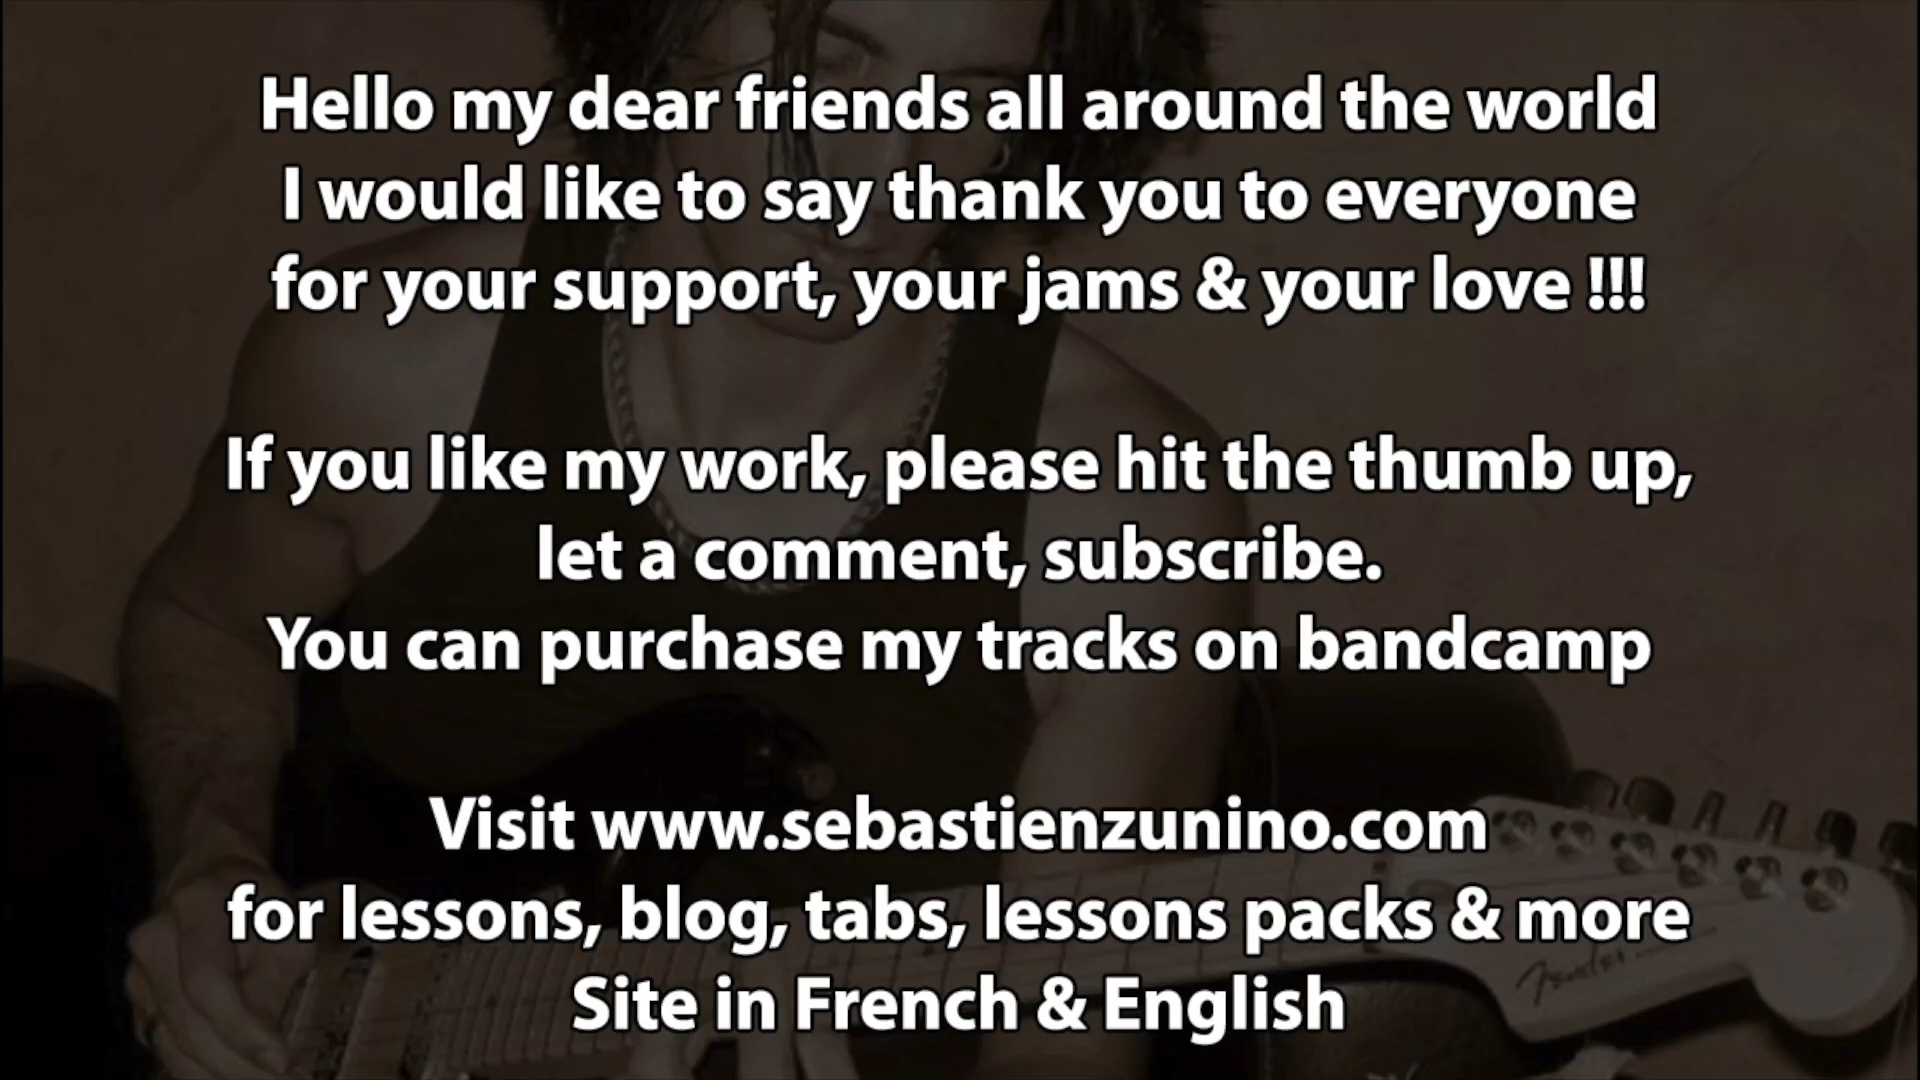 Hello my dear friends all around the world
I would like to say thank you to everyone
for your support, your jams & your love !!!
If you like my work, please hit the thumb up,
let a comment, subscribe.
You can purchase my tracks on bandcamp
Visit www.sebastienzunino.com
for lessons, blog, tabs, lessons packs & more
Site in French & English
Fender